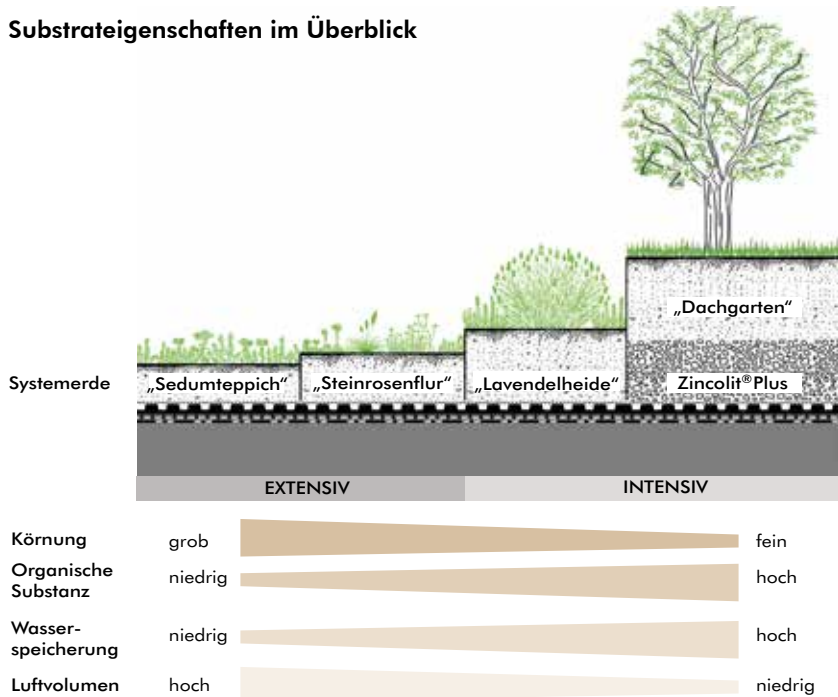 Substrateigenschaften im Überblick
„Dachgarten“
Systemerde „Sedumteppich“ „Steinrosenflur“ „Lavendelheide“ Zincolit®Plus
EXTENSIV INTENSIV
Körnung grob fein
Organische
Substanz niedrig hoch
Wasser-
speicherung niedrig hoch
Luftvolumen hoch niedrig